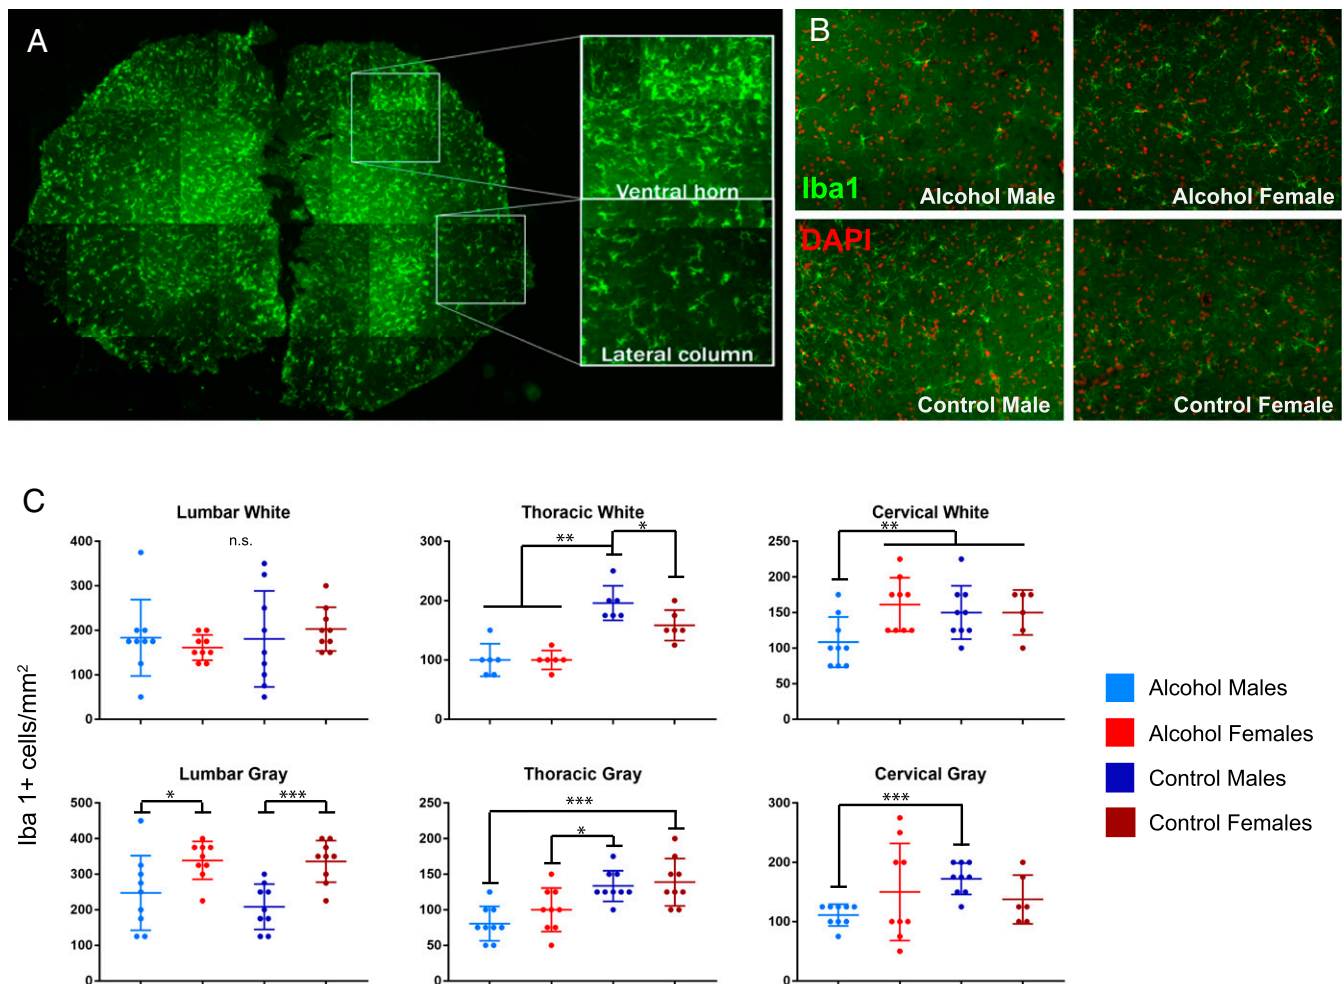 A
Ventral horn
Lateral column
B
Iba1
Alcohol Male
Alcohol Female
DAPI
Control Male
Control Female
C
Iba 1+ cells/mm²
Lumbar White
n.s.
400
300
200
100
0
Thoracic White
**
*
300
200
100
0
Cervical White
**
250
200
150
100
50
0
Lumbar Gray
*
***
500
400
300
200
100
0
Thoracic Gray
***
*
250
200
150
100
50
0
Cervical Gray
***
300
200
100
0
Alcohol Males
Alcohol Females
Control Males
Control Females